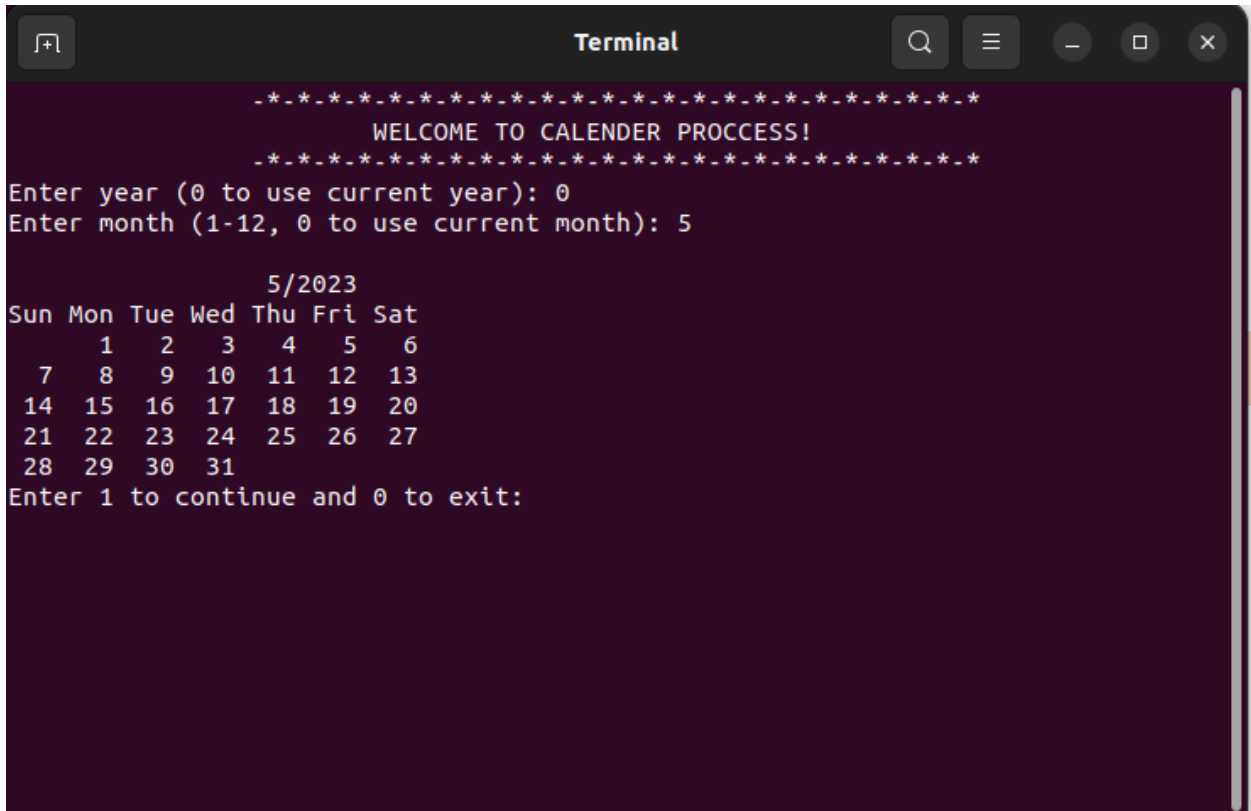 Terminal
-*-*-*-*-*-*-*-*-*-*-*-*-*-*-*-*-*-*-*-*-*-*-*-*
WELCOME TO CALENDER PROCCESS!
-*-*-*-*-*-*-*-*-*-*-*-*-*-*-*-*-*-*-*-*-*-*-*-*
Enter year (0 to use current year): 0
Enter month (1-12, 0 to use current month): 5
5/2023
Sun Mon Tue Wed Thu Fri Sat
1 2 3 4 5 6
7 8 9 10 11 12 13
14 15 16 17 18 19 20
21 22 23 24 25 26 27
28 29 30 31
Enter 1 to continue and 0 to exit: